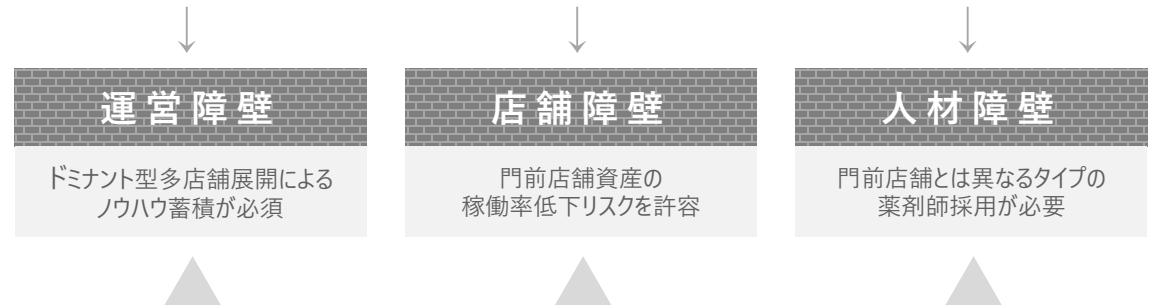 運営障壁
ドミナント型多店舗展開による
ノウハウ蓄積が必須
店舗障壁
門前店舗資産の
稼働率低下リスクを許容
人材障壁
門前店舗とは異なるタイプの
薬剤師採用が必要